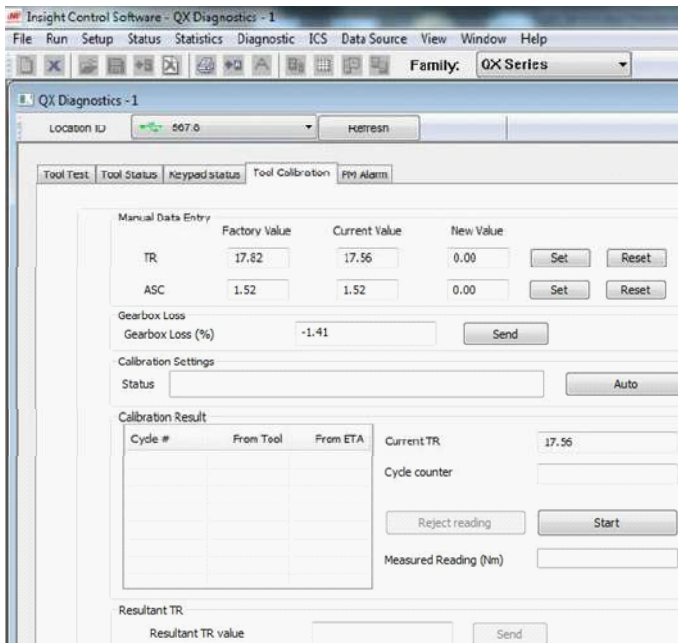 Insight Control Software - QX Diagnostics - 1
File Run Setup Status Statistics Diagnostic ICS Data Source View Window Help
Family: QX Series
QX Diagnostics - 1
Location ID 567.8 Refresh
Tool Test Tool Status Keypad status Tool Calibration PM Alarm
Manual Data Entry
Factory Value Current Value New Value
TR 17.82 17.56 0.00 Set Reset
ASC 1.52 1.52 0.00 Set Reset
Gearbox Loss
Gearbox Loss (%) -1.41 Send
Calibration Settings
Status Auto
Calibration Result
Cycle # From Tool From ETA Current TR 17.56
Cycle counter
Reject reading Start
Measured Reading (Nm)
Resultant TR
Resultant TR value Send